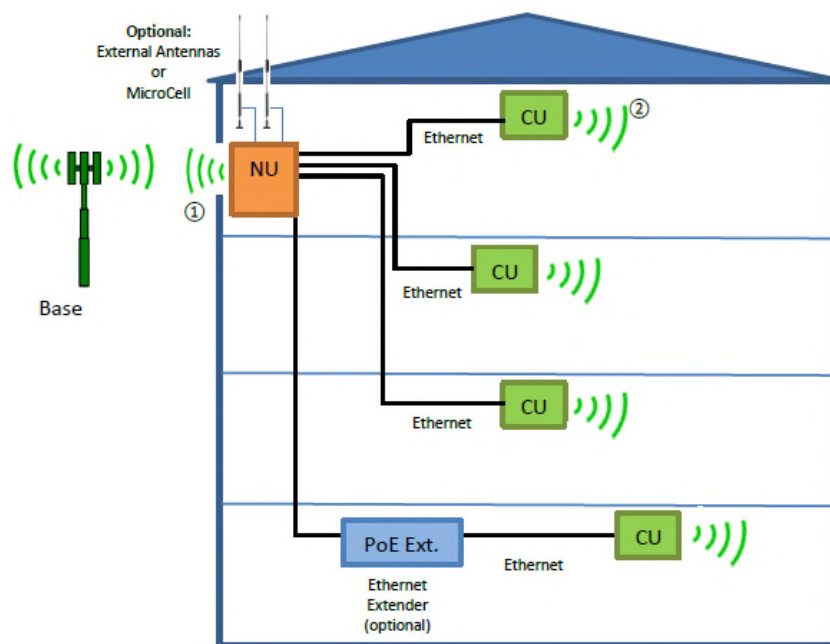 Optional:
External Antennas
or
MicroCell
CU
②
Ethernet
NU
①
Base
CU
Ethernet
CU
Ethernet
PoE Ext.
CU
Ethernet
Ethernet
Extender
(optional)